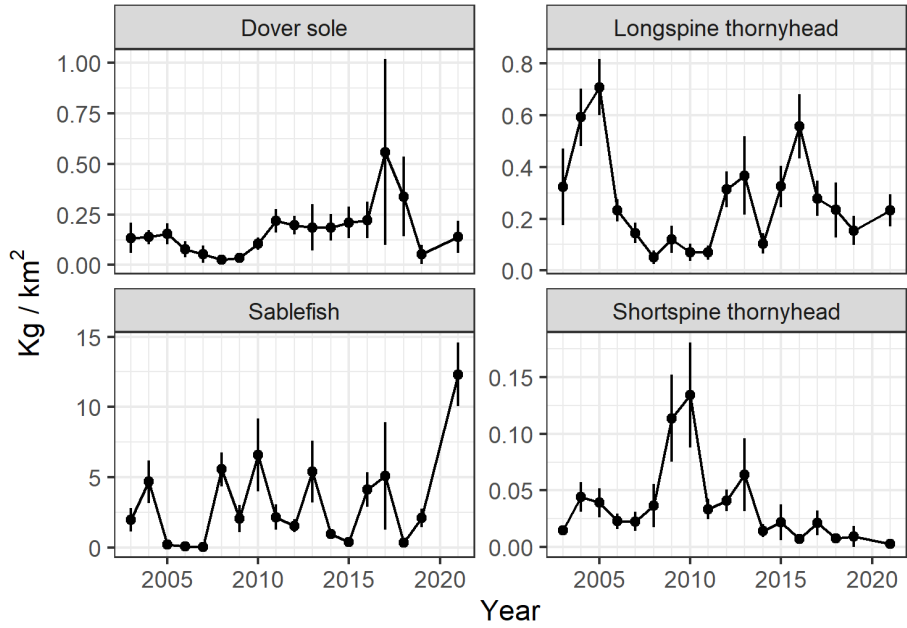 Dover sole
Longspine thornyhead
1.00
0.75
0.50
0.25
0.00
0.8
0.6
0.4
0.2
0.0
Kg / km²
Sablefish
Shortspine thornyhead
15
10
5
0
0.15
0.10
0.05
0.00
2005 2010 2015 2020
2005 2010 2015 2020
Year